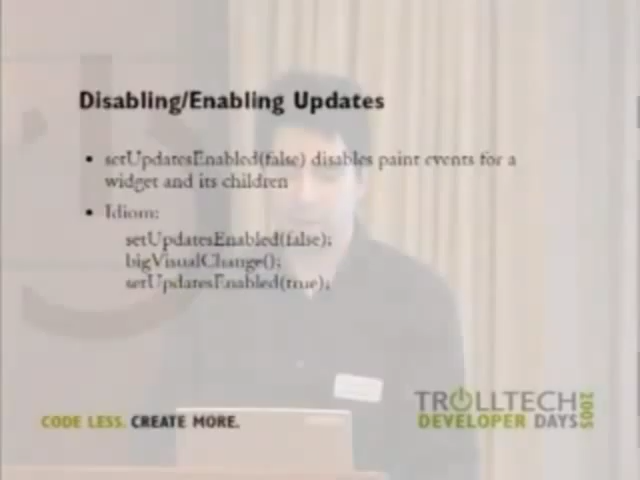 Disabling/Enabling Updates
• setUpdatesEnabled(false) disables paint events for a
widget and its children
• Idiom:
setUpdatesEnabled(false);
bigVisualChange();
setUpdatesEnabled(true);
CODE LESS. CREATE MORE.
TROLLTECH
DEVELOPER DAYS
2005